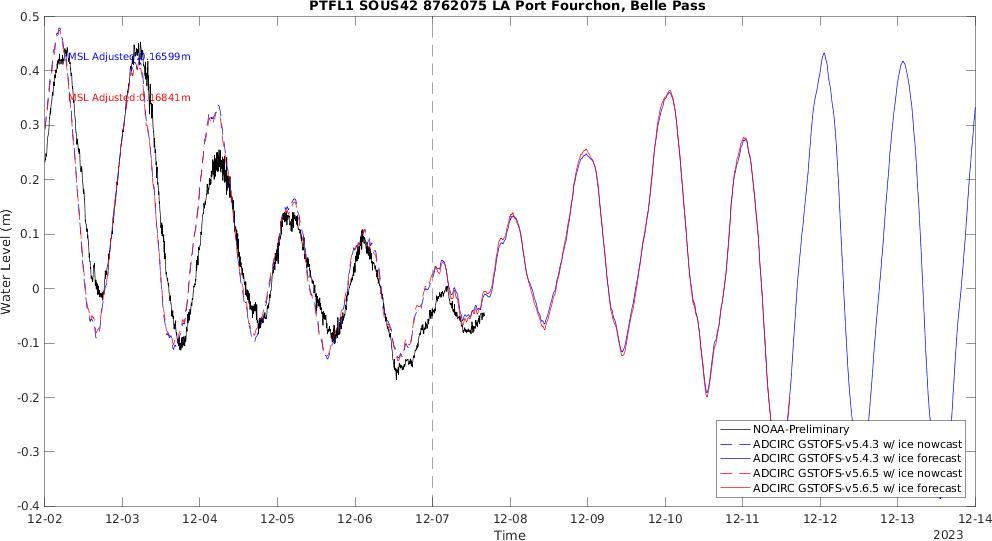 PTFL1 SOUS42 8762075 LA Port Fourchon, Belle Pass
MSL Adjusted:0.16599m
MSL Adjusted:0.16841m
Water Level (m)
0.5
0.4
0.3
0.2
0.1
0
-0.1
-0.2
-0.3
-0.4
NOAA-Preliminary
ADCIRC GSTOFS-v5.4.3 w/ ice nowcast
ADCIRC GSTOFS-v5.4.3 w/ ice forecast
ADCIRC GSTOFS-v5.6.5 w/ ice nowcast
ADCIRC GSTOFS-v5.6.5 w/ ice forecast
12-02 12-03 12-04 12-05 12-06 12-07 12-08 12-09 12-10 12-11 12-12 12-13 12-14
Time
2023